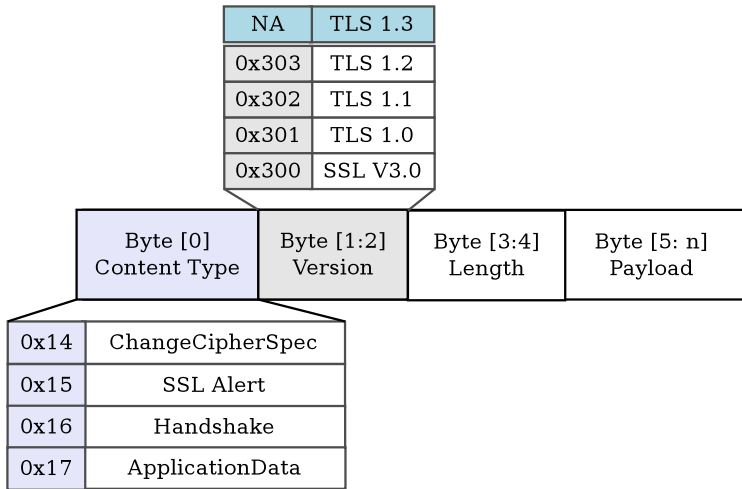 NA TLS 1.3
0x303 TLS 1.2
0x302 TLS 1.1
0x301 TLS 1.0
0x300 SSL V3.0
Byte [0] Byte [1:2] Byte [3:4] Byte [5: n]
Content Type Version Length Payload
0x14 ChangeCipherSpec
0x15 SSL Alert
0x16 Handshake
0x17 ApplicationData